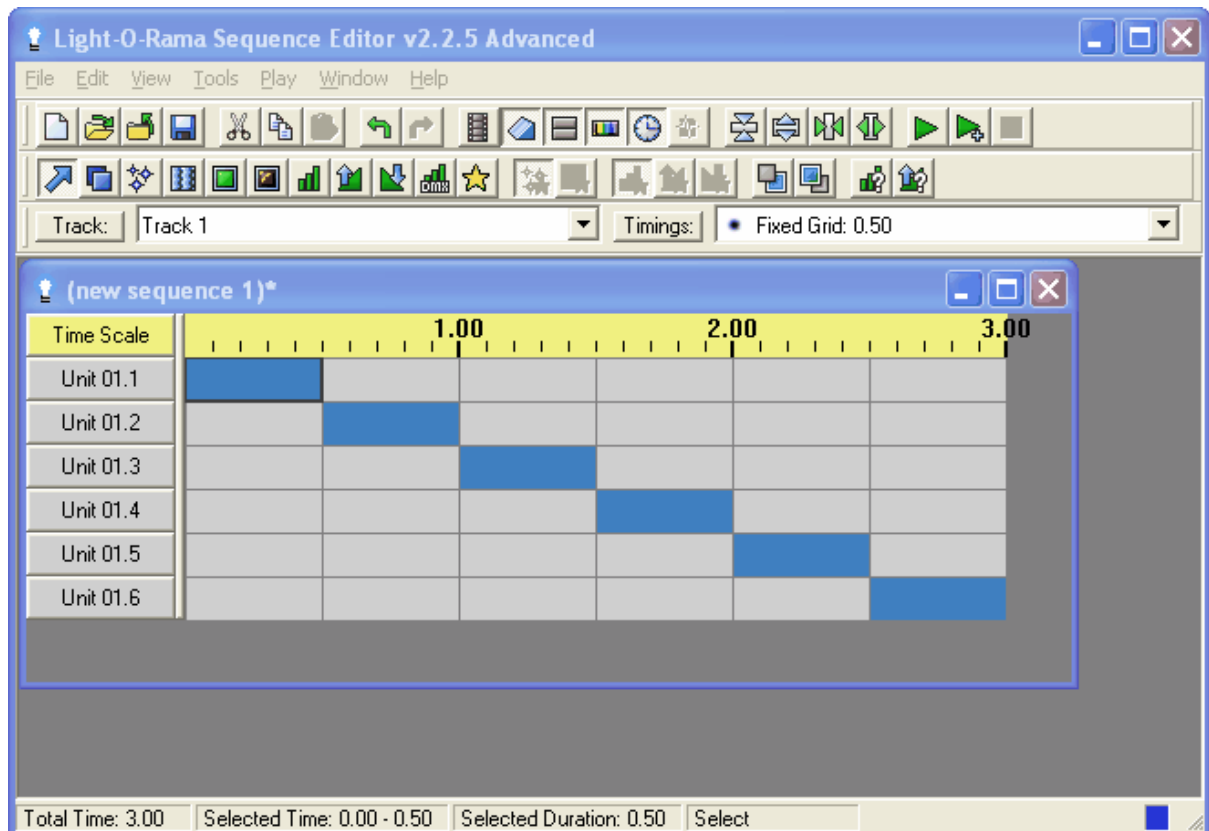 Light-O-Rama Sequence Editor v2.2.5 Advanced
File Edit View Tools Play Window Help
DMX
Track: Track 1 Timings: Fixed Grid: 0.50
(new sequence 1)*
Time Scale 1.00 2.00 3.00
Unit 01.1
Unit 01.2
Unit 01.3
Unit 01.4
Unit 01.5
Unit 01.6
Total Time: 3.00 Selected Time: 0.00 - 0.50 Selected Duration: 0.50 Select